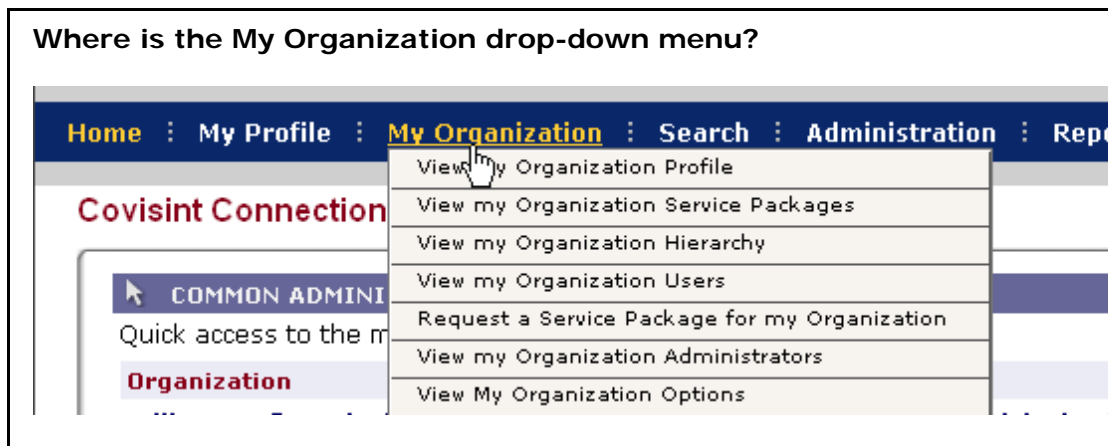 Where is the My Organization drop-down menu?
Home My Profile My Organization Search Administration Repo
View my Organization Profile
Covisint Connection
View my Organization Service Packages
View my Organization Hierarchy
View my Organization Users
COMMON ADMINI
Request a Service Package for my Organization
Quick access to the m
View my Organization Administrators
Organization
View My Organization Options